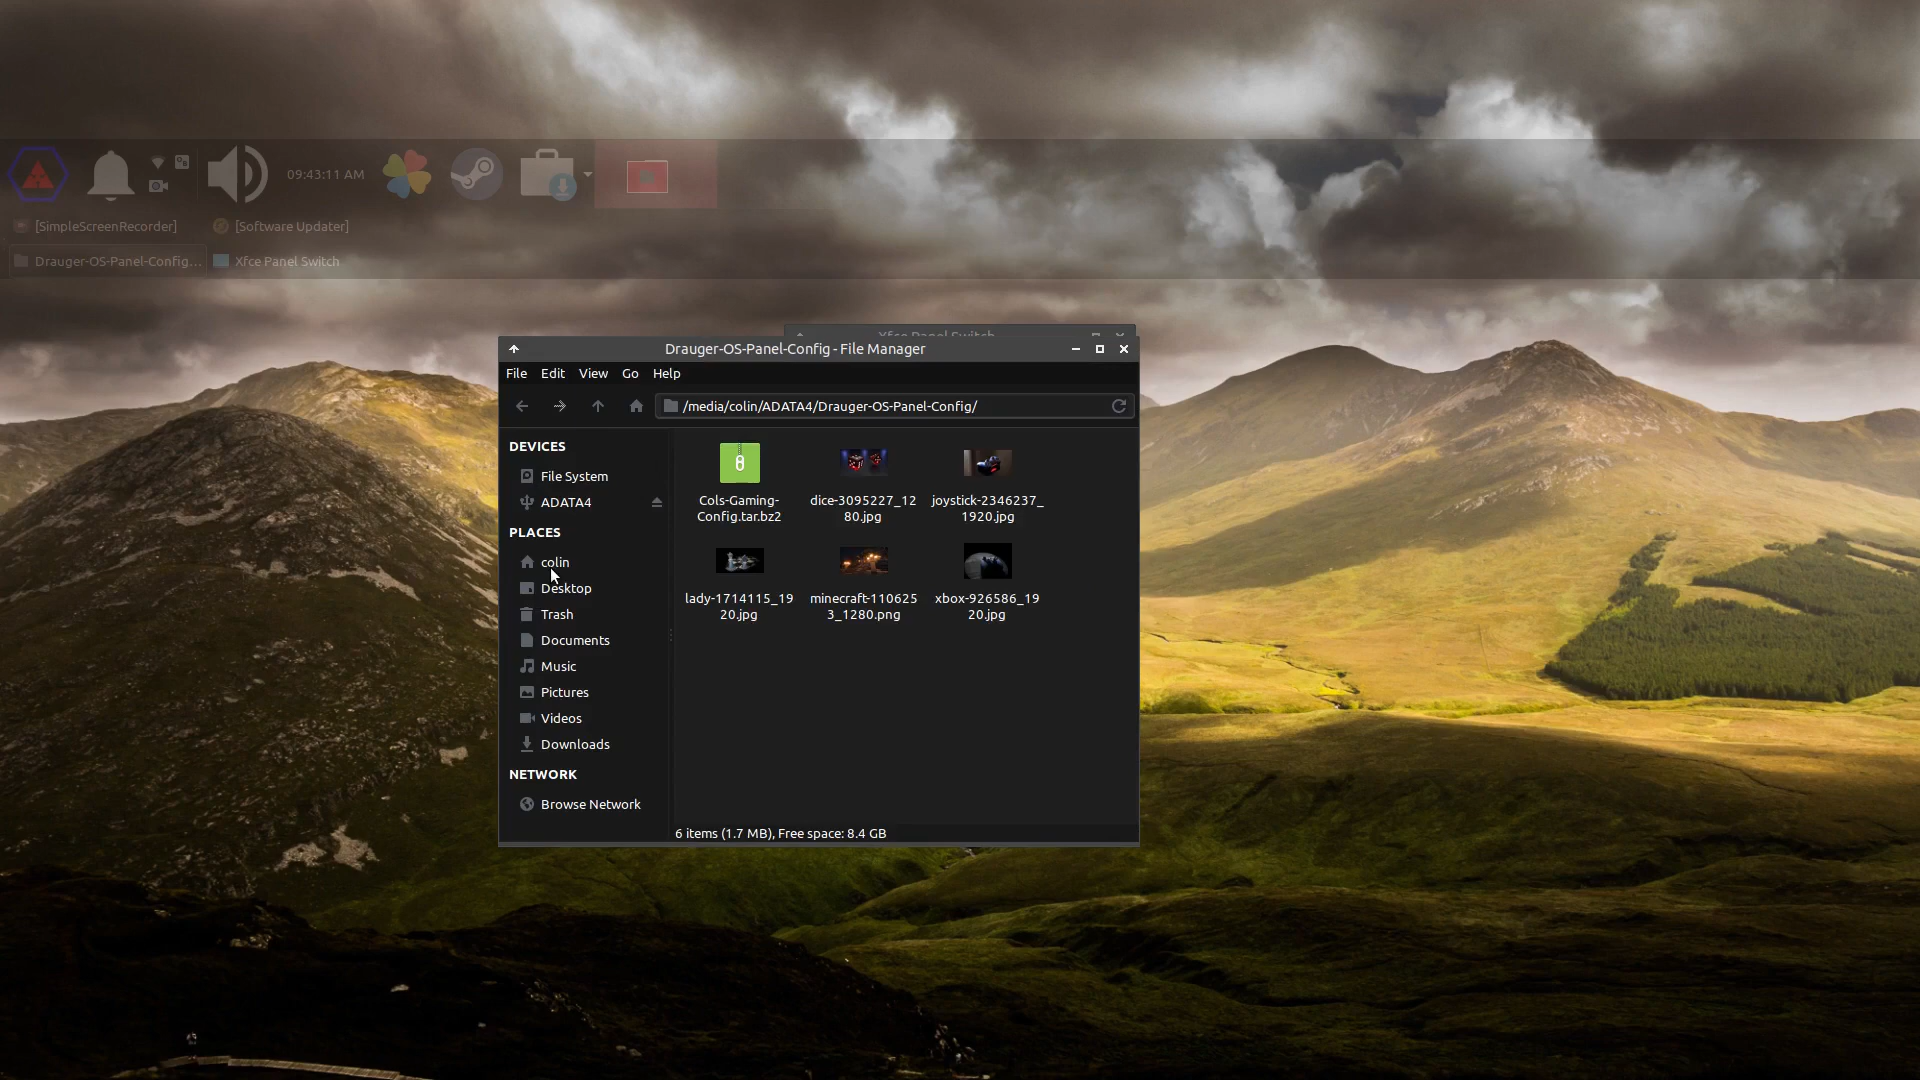 09:43:11 AM
[SimpleScreenRecorder]
[Software Updater]
Drauger-OS-Panel-Config...
Xfce Panel Switch
Xfce Panel Switch
Drauger-OS-Panel-Config - File Manager
File Edit View Go Help
/media/colin/ADATA4/Drauger-OS-Panel-Config/
DEVICES
File System
ADATA4
PLACES
colin
Desktop
Trash
Documents
Music
Pictures
Videos
Downloads
NETWORK
Browse Network
Cols-Gaming-
Config.tar.bz2
dice-3095227_12
80.jpg
joystick-2346237_
1920.jpg
lady-1714115_19
20.jpg
minecraft-110625
3_1280.png
xbox-926586_19
20.jpg
6 items (1.7 MB), Free space: 8.4 GB